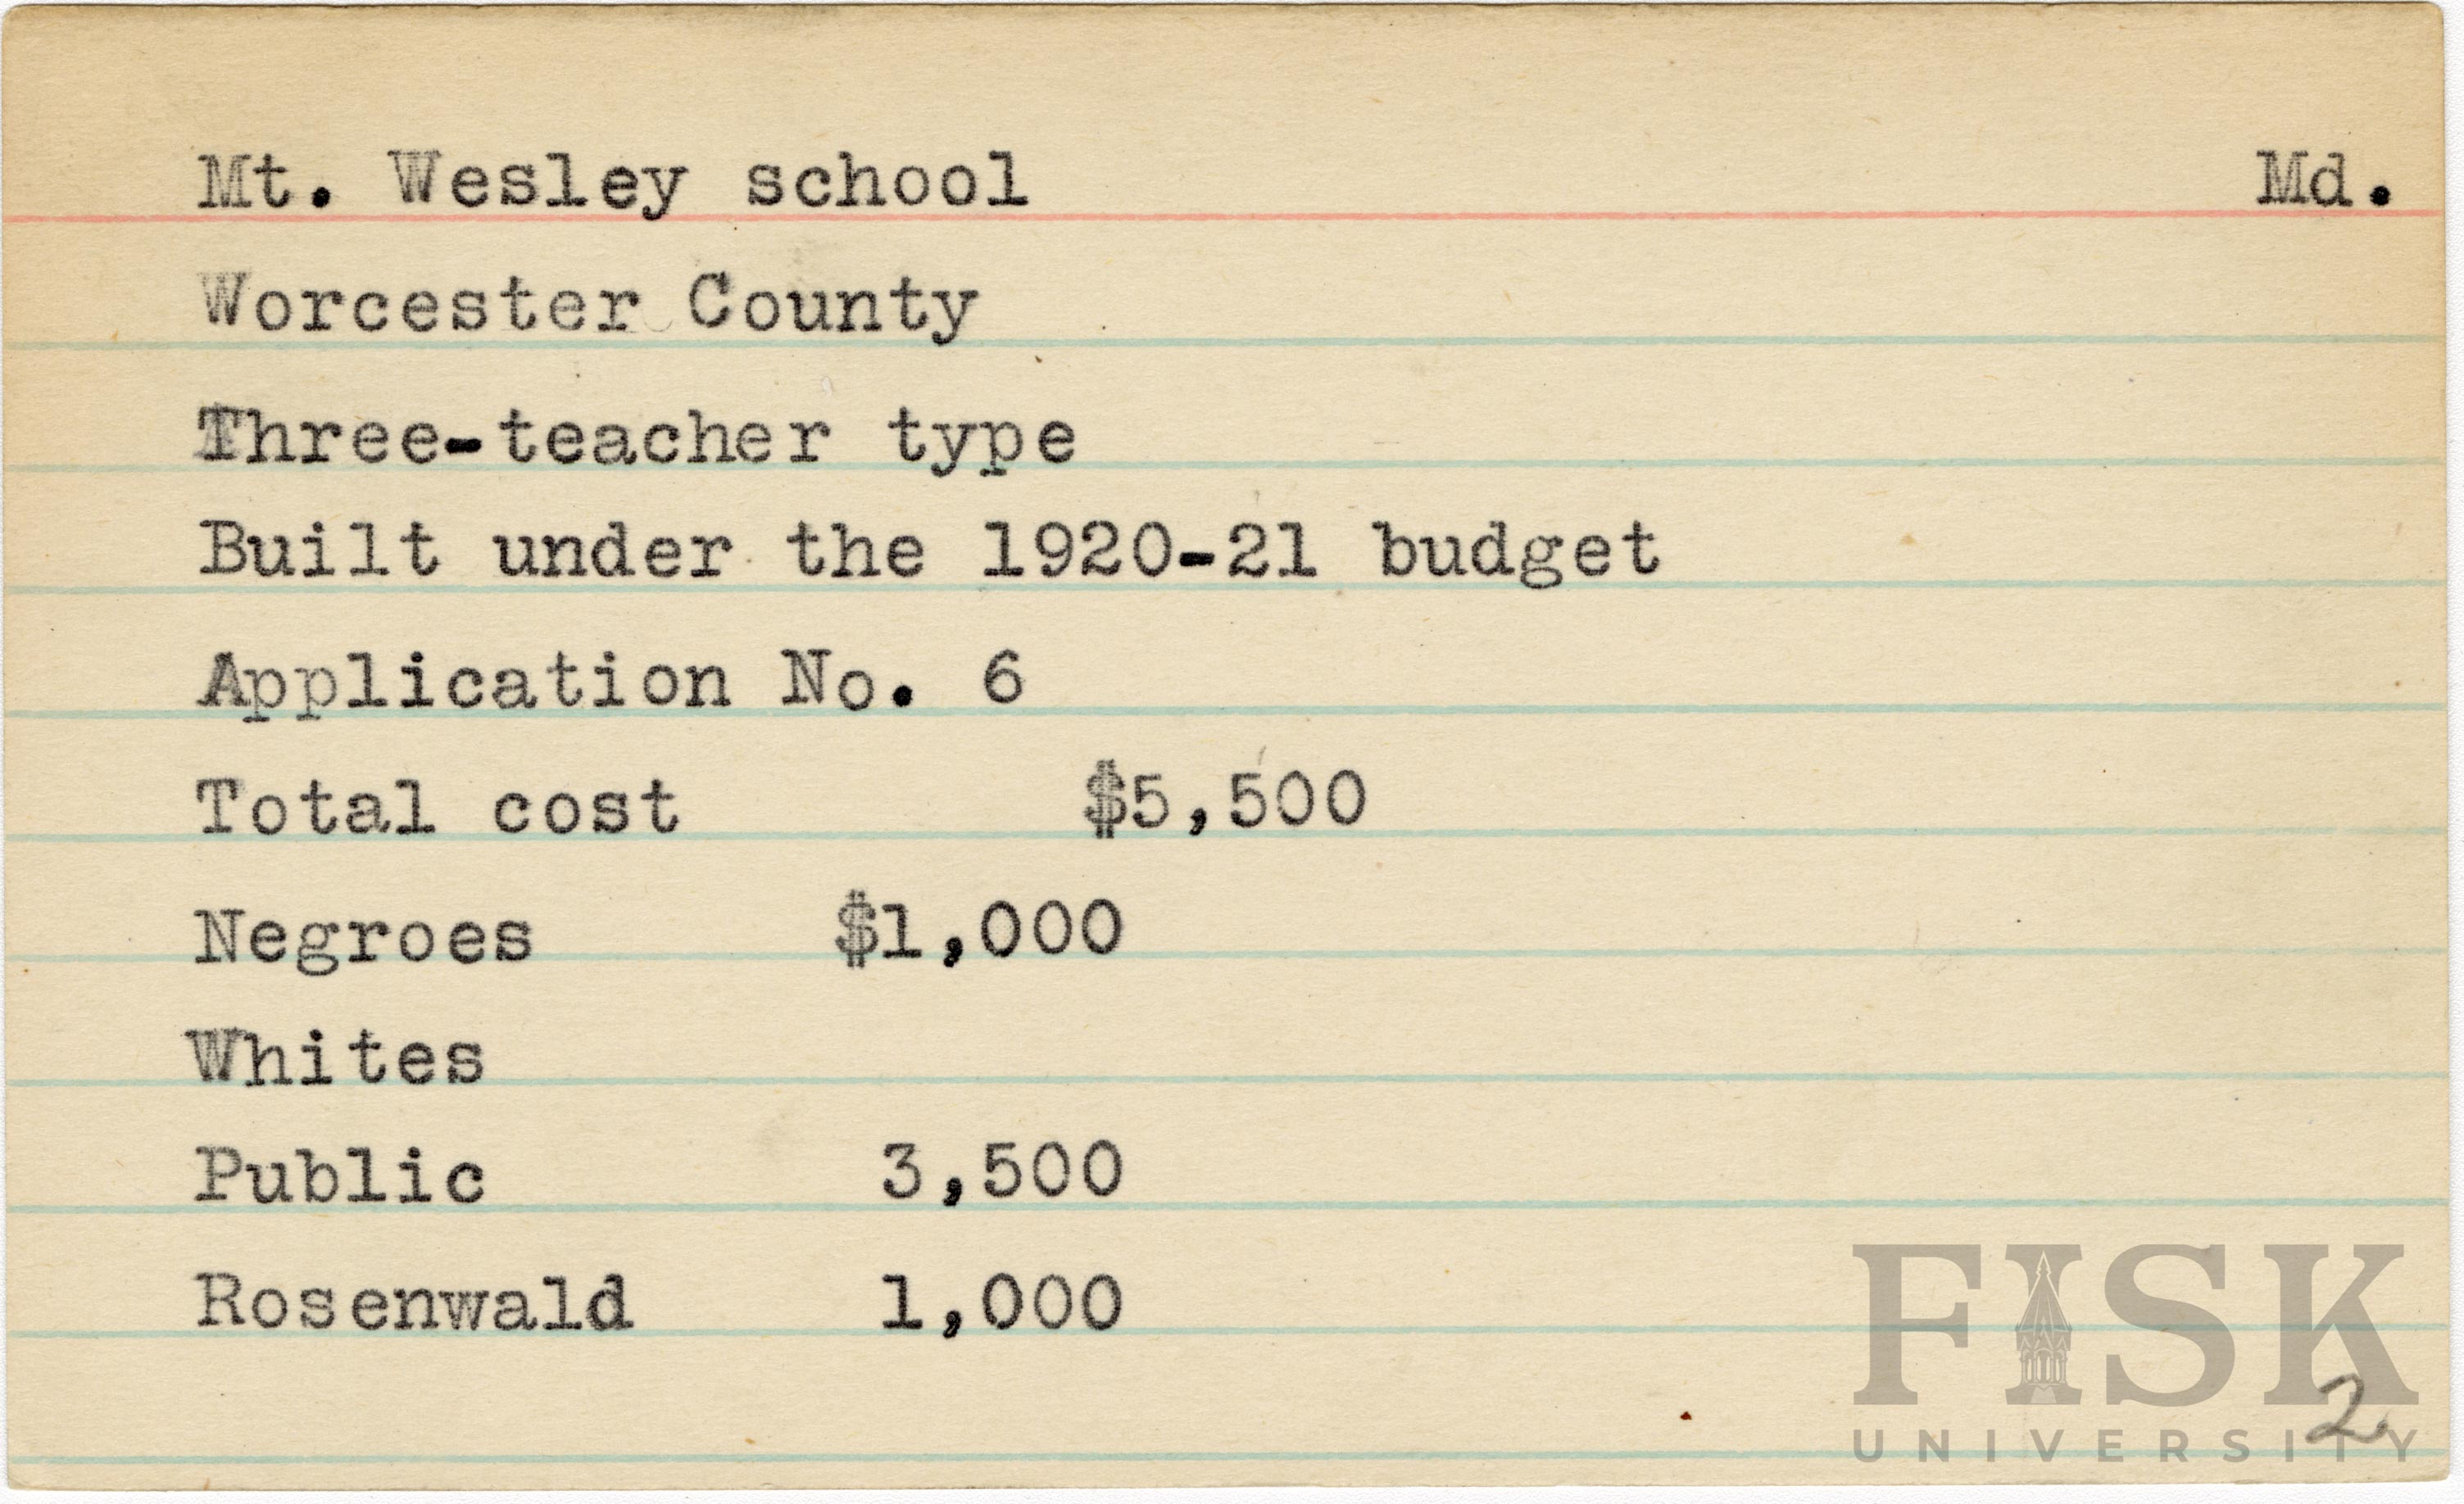 Mt. Wesley school Md.
Worcester County
Three-teacher type
Built under the 1920-21 budget
Application No. 6
Total cost $5,500
Negroes $1,000
Whites
Public 3,500
Rosenwald 1,000
FISK
UNIVERSITY
2